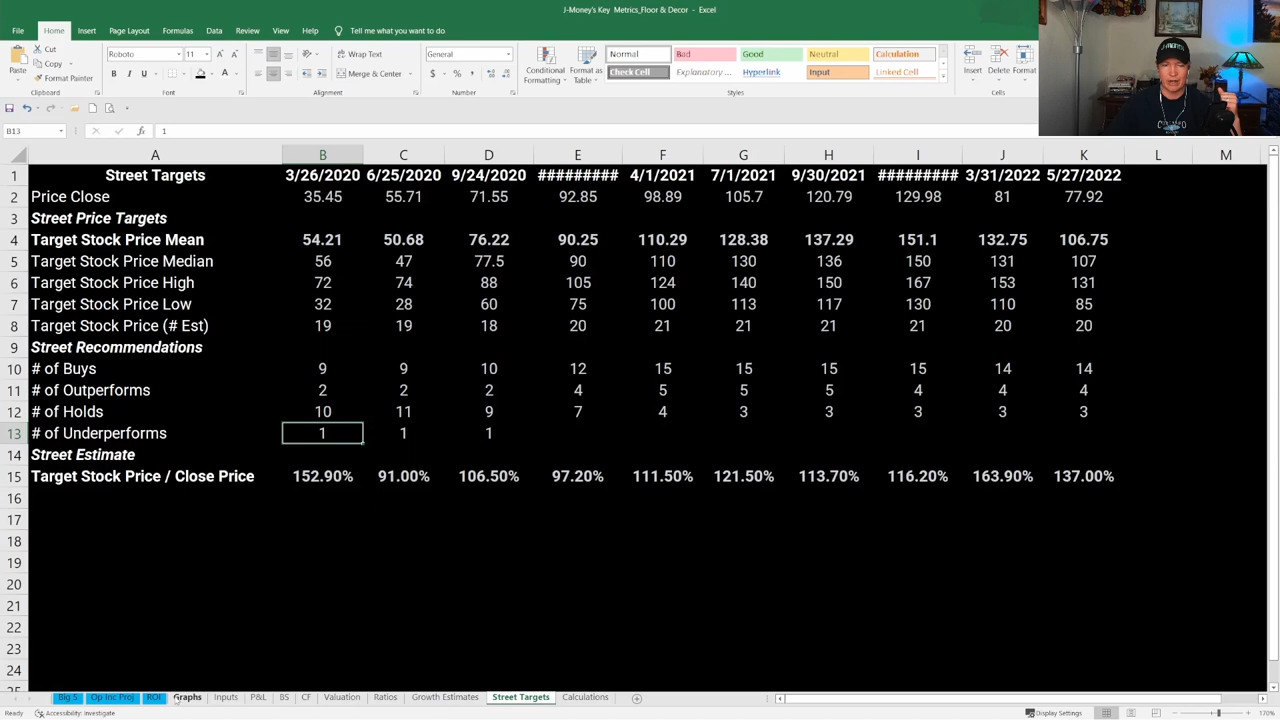 J-Money's Key Metrics_Floor & Decor - Excel
File Home Insert Page Layout Formulas Data Review View Help Tell me what you want to do
Paste Cut Copy Format Painter Clipboard
Roboto 11 Font
Wrap Text Merge & Center Alignment
General Number
Conditional Formatting Format as Table
Normal Bad Good Neutral Calculation
Check Cell Explanatory ... Hyperlink Input Linked Cell
Styles
Insert Delete Format Cells
B13 fx 1
A B C D E F G H I J K L M
1 Street Targets 3/26/2020 6/25/2020 9/24/2020 ######### 4/1/2021 7/1/2021 9/30/2021 ######### 3/31/2022 5/27/2022
2 Price Close 35.45 55.71 71.55 92.85 98.89 105.7 120.79 129.98 81 77.92
3 Street Price Targets
4 Target Stock Price Mean 54.21 50.68 76.22 90.25 110.29 128.38 137.29 151.1 132.75 106.75
5 Target Stock Price Median 56 47 77.5 90 110 130 136 150 131 107
6 Target Stock Price High 72 74 88 105 124 140 150 167 153 131
7 Target Stock Price Low 32 28 60 75 100 113 117 130 110 85
8 Target Stock Price (# Est) 19 19 18 20 21 21 21 21 20 20
9 Street Recommendations
10 # of Buys 9 9 10 12 15 15 15 15 14 14
11 # of Outperforms 2 2 2 4 5 5 5 4 4 4
12 # of Holds 10 11 9 7 4 3 3 3 3 3
13 # of Underperforms 1 1 1
14 Street Estimate
15 Target Stock Price / Close Price 152.90% 91.00% 106.50% 97.20% 111.50% 121.50% 113.70% 116.20% 163.90% 137.00%
16
17
18
19
20
21
22
23
24
25
Big 5 Op Inc Proj ROI Graphs Inputs P&L BS CF Valuation Ratios Growth Estimates Street Targets Calculations
Ready Accessibility: Investigate Display Settings 170%